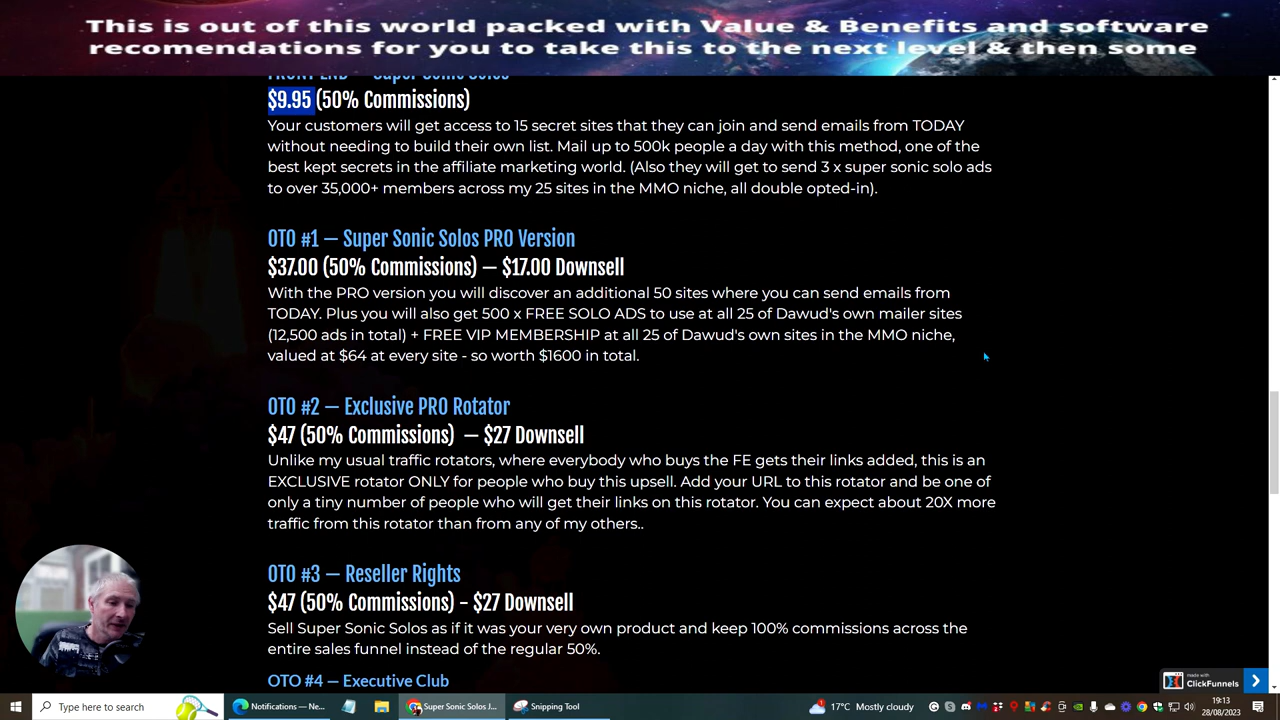 This is out of this world packed with Value & Benefits and software
recomendations for you to take this to the next level & then some
FRONT END — Super Sonic Solos
$9.95 (50% Commissions)
Your customers will get access to 15 secret sites that they can join and send emails from TODAY
without needing to build their own list. Mail up to 500k people a day with this method, one of the
best kept secrets in the affiliate marketing world. (Also they will get to send 3 x super sonic solo ads
to over 35,000+ members across my 25 sites in the MMO niche, all double opted-in).
OTO #1 — Super Sonic Solos PRO Version
$37.00 (50% Commissions) — $17.00 Downsell
With the PRO version you will discover an additional 50 sites where you can send emails from
TODAY. Plus you will also get 500 x FREE SOLO ADS to use at all 25 of Dawud's own mailer sites
(12,500 ads in total) + FREE VIP MEMBERSHIP at all 25 of Dawud's own sites in the MMO niche,
valued at $64 at every site - so worth $1600 in total.
OTO #2 — Exclusive PRO Rotator
$47 (50% Commissions) — $27 Downsell
Unlike my usual traffic rotators, where everybody who buys the FE gets their links added, this is an
EXCLUSIVE rotator ONLY for people who buy this upsell. Add your URL to this rotator and be one of
only a tiny number of people who will get their links on this rotator. You can expect about 20X more
traffic from this rotator than from any of my others..
OTO #3 — Reseller Rights
$47 (50% Commissions) - $27 Downsell
Sell Super Sonic Solos as if it was your very own product and keep 100% commissions across the
entire sales funnel instead of the regular 50%.
OTO #4 — Executive Club
made with
ClickFunnels
Type here to search
Notifications — Ne...
Super Sonic Solos J...
Snipping Tool
17°C Mostly cloudy
19:13
28/08/2023